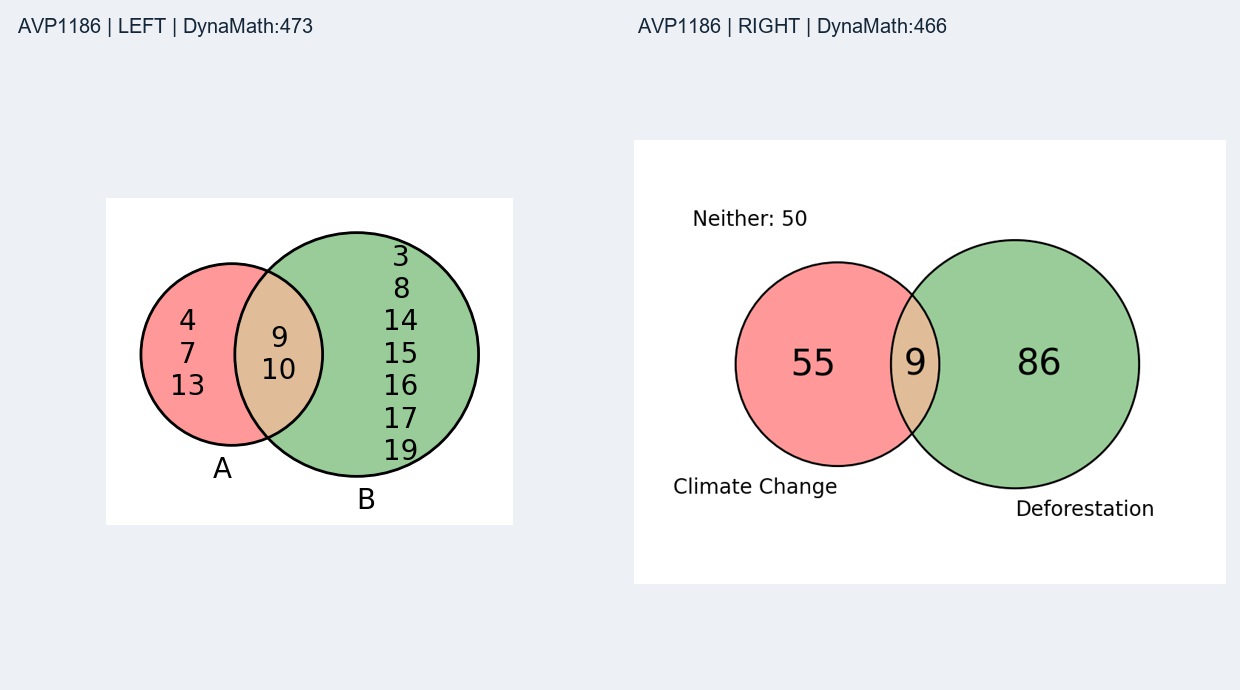 AVP1186 | LEFT | DynaMath:473
4
7
13
9
10
3
8
14
15
16
17
19
A
B
AVP1186 | RIGHT | DynaMath:466
Neither: 50
55
9
86
Climate Change
Deforestation